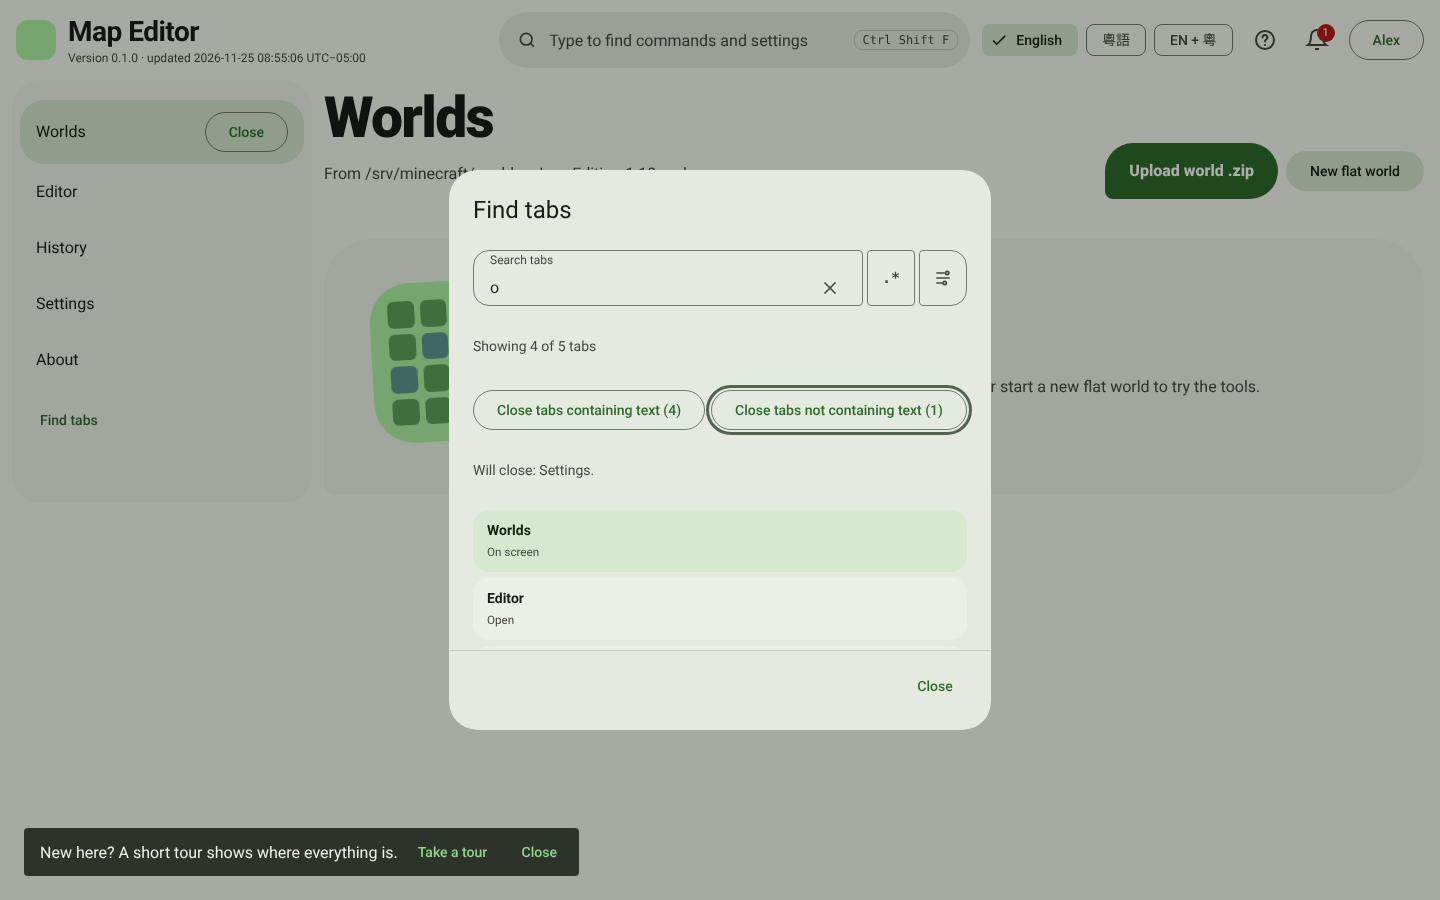 Map Editor
Version 0.1.0 · updated 2026-11-25 08:55:06 UTC−05:00
Type to find commands and settings
Ctrl Shift F
English
粵語
EN + 粵
1
Alex
Worlds
Close
Editor
History
Settings
About
Find tabs
Worlds
From /srv/minecraft/
Upload world .zip
New flat world
r start a new flat world to try the tools.
Find tabs
Search tabs
o
.*
Showing 4 of 5 tabs
Close tabs containing text (4)
Close tabs not containing text (1)
Will close: Settings.
Worlds
On screen
Editor
Open
Close
New here? A short tour shows where everything is.
Take a tour
Close